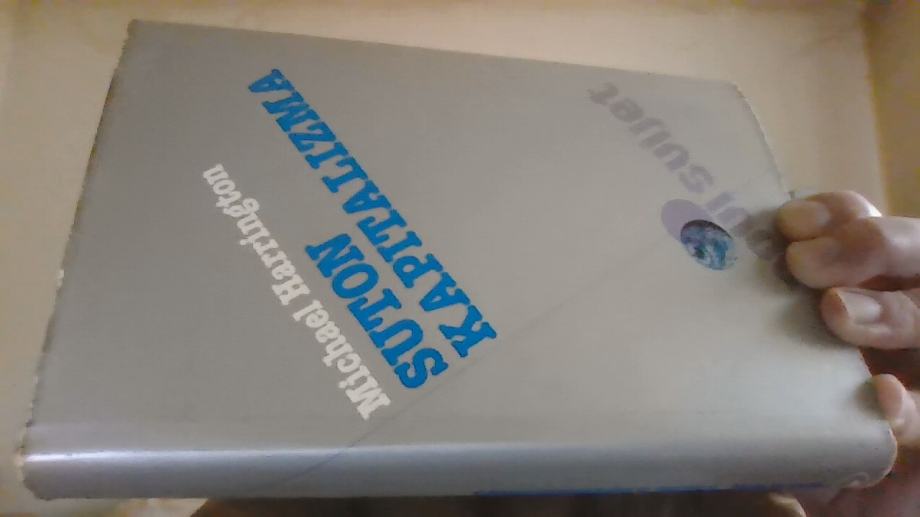 Michael Harrington
SUTON
KAPITALIZMA
svijet